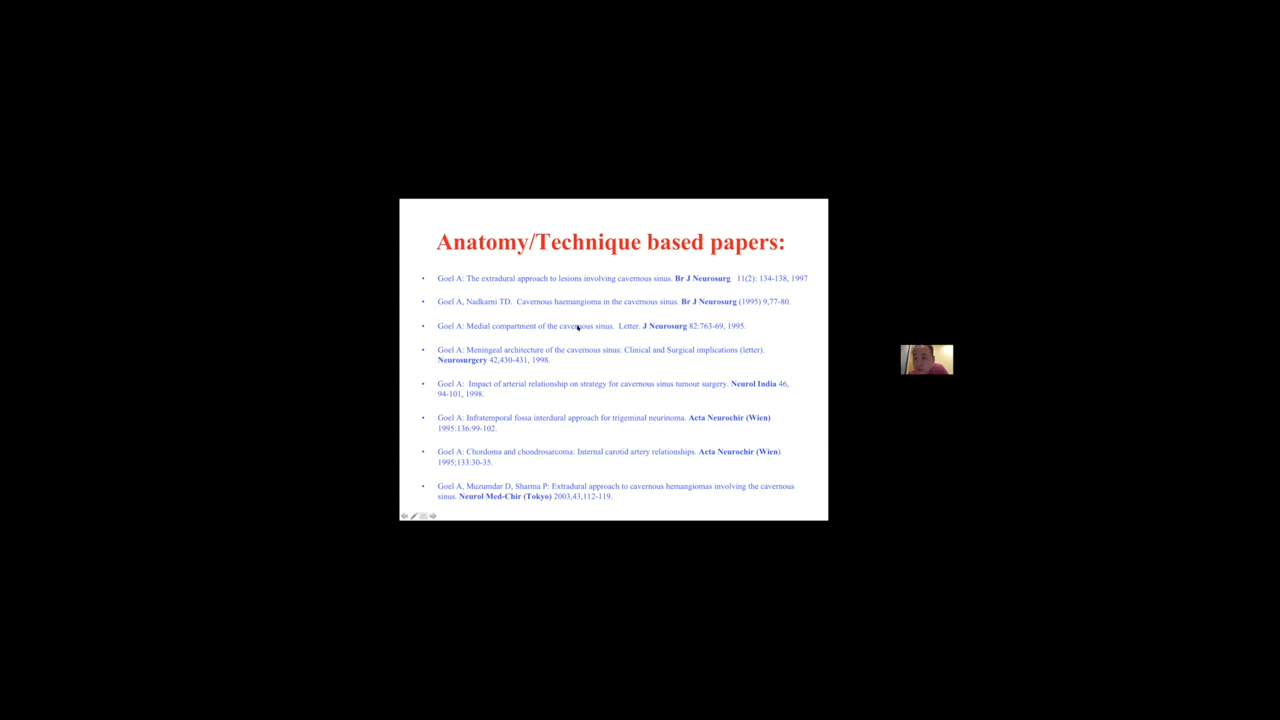 Anatomy/Technique based papers:
• Goel A: The extradural approach to lesions involving cavernous sinus. Br J Neurosurg 11(2): 134-138, 1997
• Goel A, Nadkarni TD. Cavernous haemangioma in the cavernous sinus. Br J Neurosurg (1995) 9,77-80.
• Goel A: Medial compartment of the cavernous sinus. Letter. J Neurosurg 82:763-69, 1995.
• Goel A: Meningeal architecture of the cavernous sinus: Clinical and Surgical implications (letter).
Neurosurgery 42,430-431, 1998.
• Goel A: Impact of arterial relationship on strategy for cavernous sinus tumour surgery. Neurol India 46,
94-101, 1998.
• Goel A: Infratemporal fossa interdural approach for trigeminal neurinoma. Acta Neurochir (Wien)
1995:136:99-102.
• Goel A: Chordoma and chondrosarcoma: Internal carotid artery relationships. Acta Neurochir (Wien)
1995;133:30-35.
• Goel A, Muzumdar D, Sharma P: Extradural approach to cavernous hemangiomas involving the cavernous
sinus. Neurol Med-Chir (Tokyo) 2003,43,112-119.